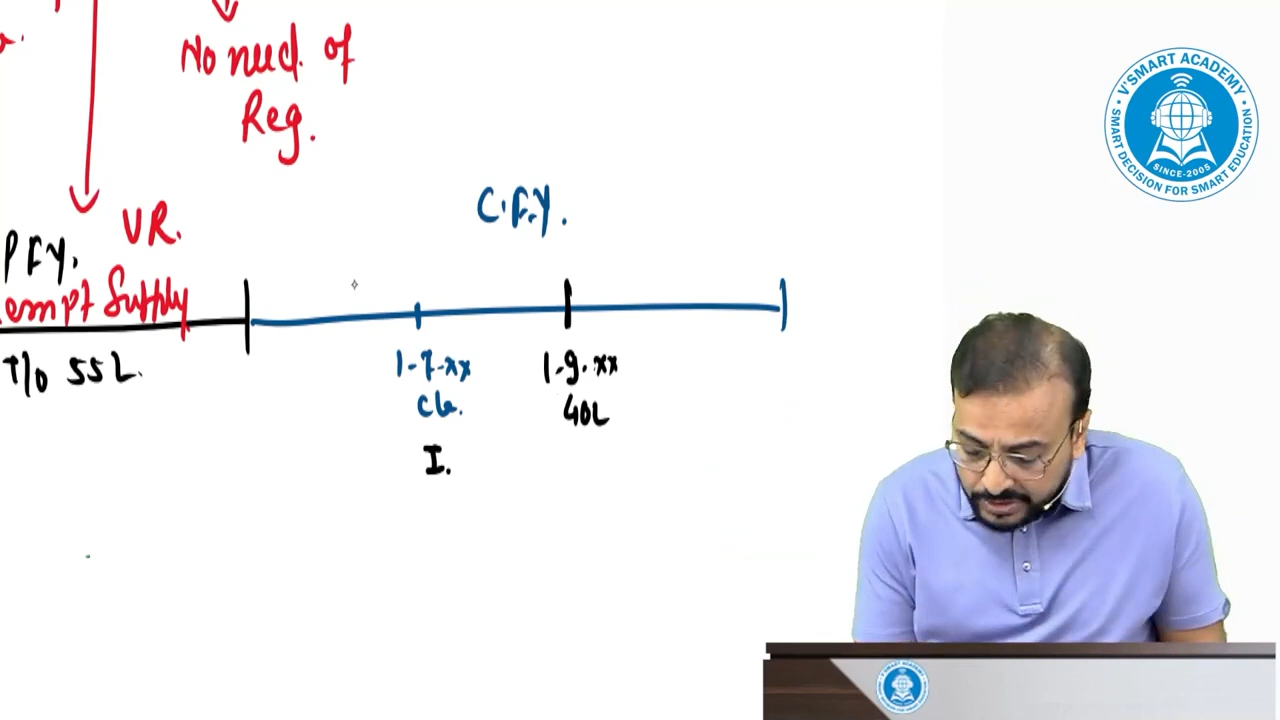 No need. of
Reg.
C.F.Y.
VR.
PFY.
empt Supply
T/o 55L.
1-7-xx
1-9-xx
40L
I.
V'SMART ACADEMY
SMART DECISION FOR SMART EDUCATION
SINCE-2005